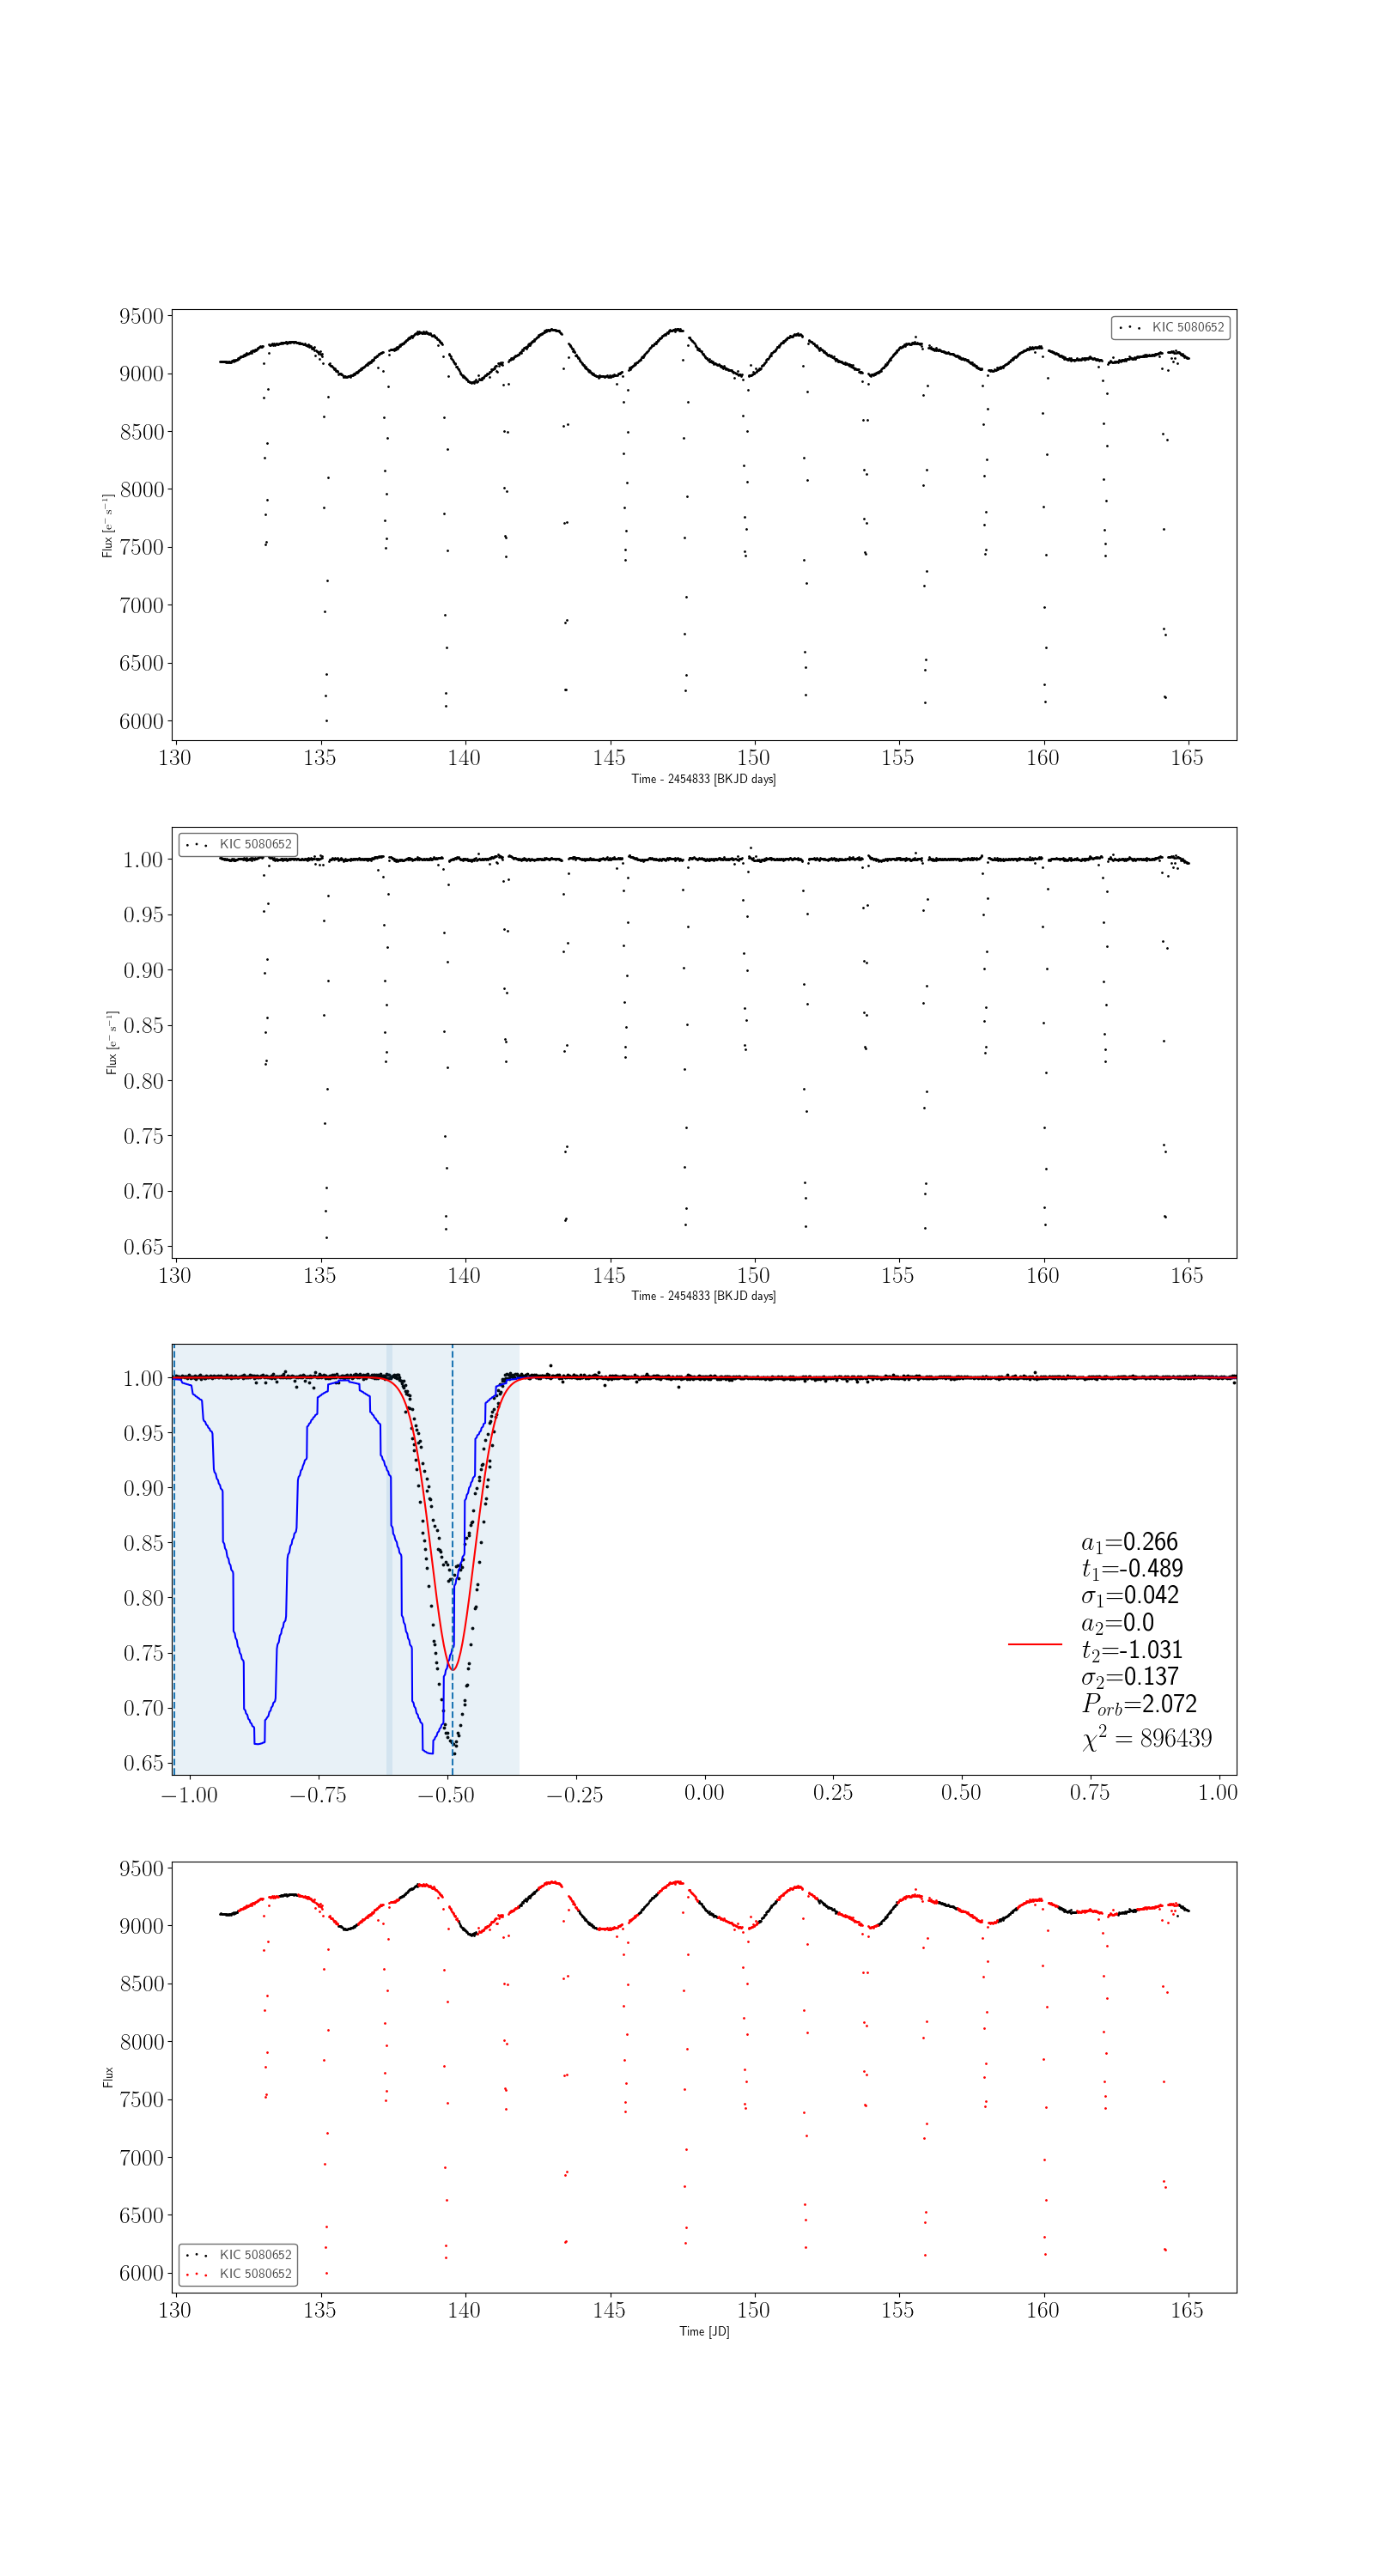 9500
9000
8500
8000
7500
7000
6500
6000
Flux [e⁻ s⁻¹]
KIC 5080652
130 135 140 145 150 155 160 165
Time - 2454833 [BKJD days]
KIC 5080652
1.00
0.95
0.90
0.85
0.80
0.75
0.70
0.65
Flux [e⁻ s⁻¹]
130 135 140 145 150 155 160 165
Time - 2454833 [BKJD days]
1.00
0.95
0.90
0.85
0.80
0.75
0.70
0.65
a₁=0.266
t₁=-0.489
σ₁=0.042
a₂=0.0
t₂=-1.031
σ₂=0.137
P_orb=2.072
χ² = 896439
−1.00 −0.75 −0.50 −0.25 0.00 0.25 0.50 0.75 1.00
9500
9000
8500
8000
7500
7000
6500
6000
Flux
KIC 5080652
KIC 5080652
130 135 140 145 150 155 160 165
Time [JD]